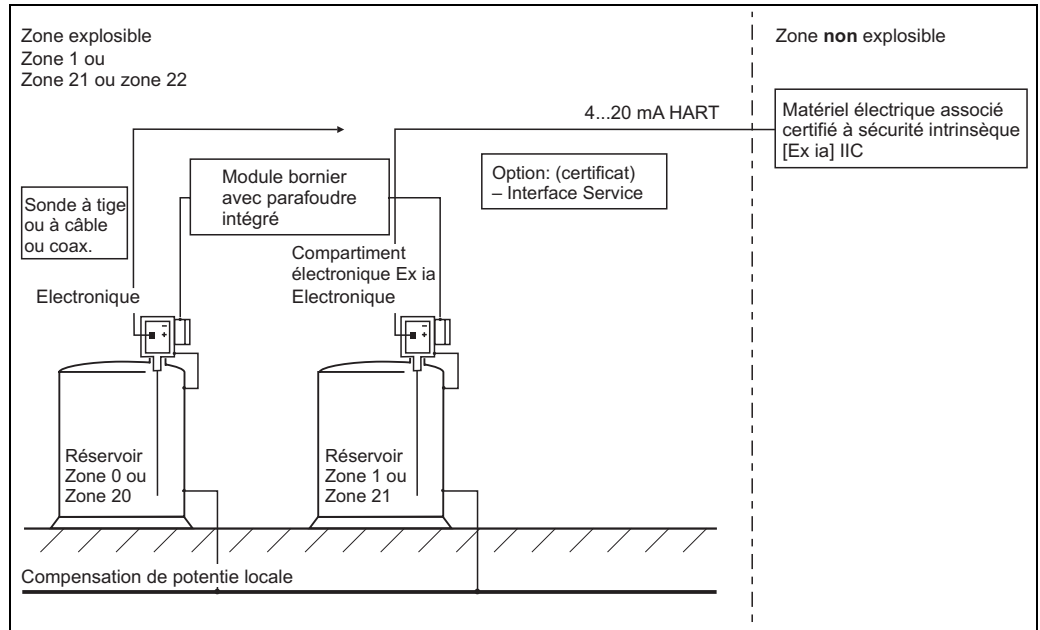 Zone explosible
Zone 1 ou
Zone 21 ou zone 22
Zone non explosible
4...20 mA HART
Matériel électrique associé
certifié à sécurité intrinsèque
[Ex ia] IIC
Module bornier
avec parafoudre
intégré
Option: (certificat)
– Interface Service
Sonde à tige
ou à câble
ou coax.
Compartiment
électronique Ex ia
Electronique
Electronique
- +
- +
Réservoir
Zone 0 ou
Zone 20
Réservoir
Zone 1 ou
Zone 21
Compensation de potentie locale